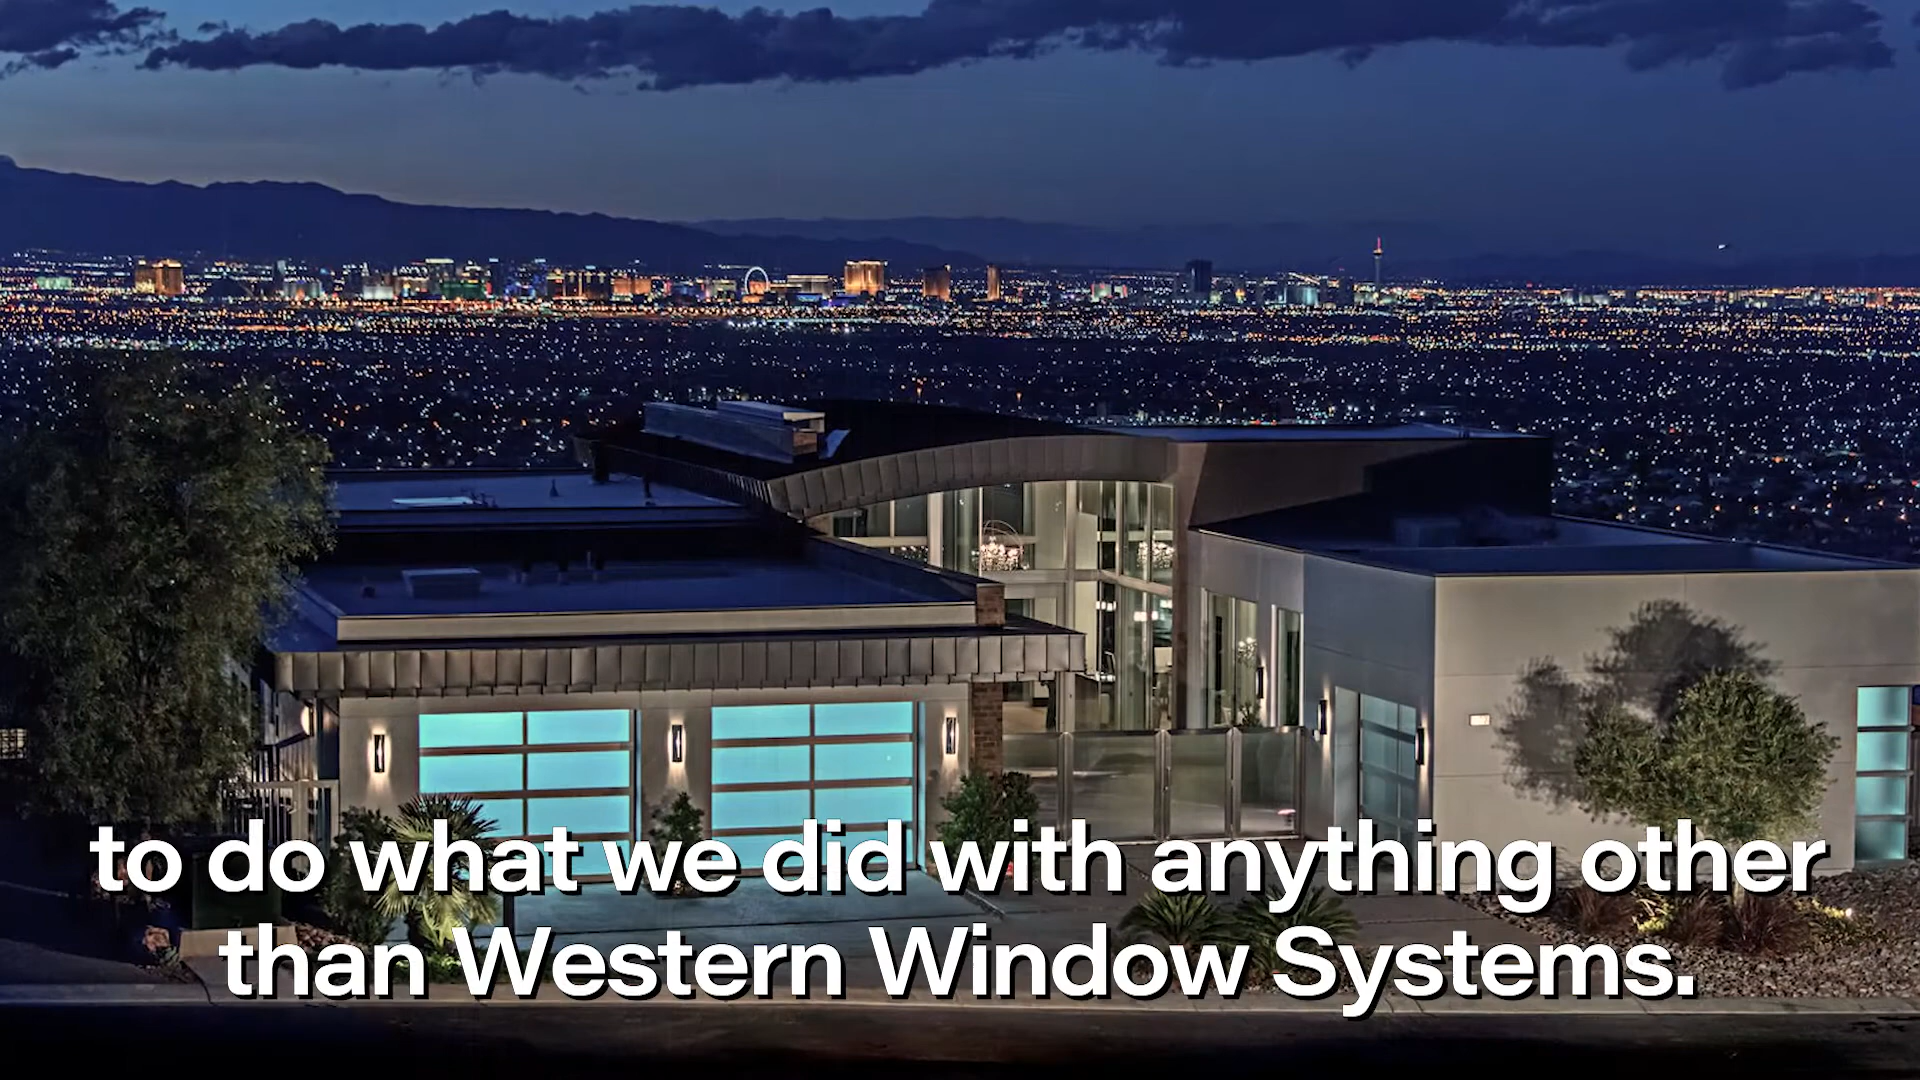 to do what we did with anything other
than Western Window Systems.